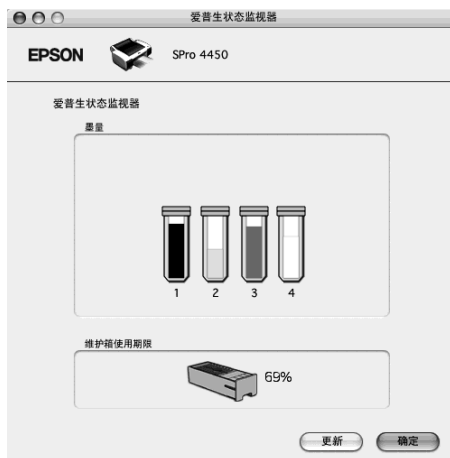 爱普生状态监视器
EPSON SPro 4450
爱普生状态监视器
墨量
1 2 3 4
维护箱使用期限
69%
更新 确定